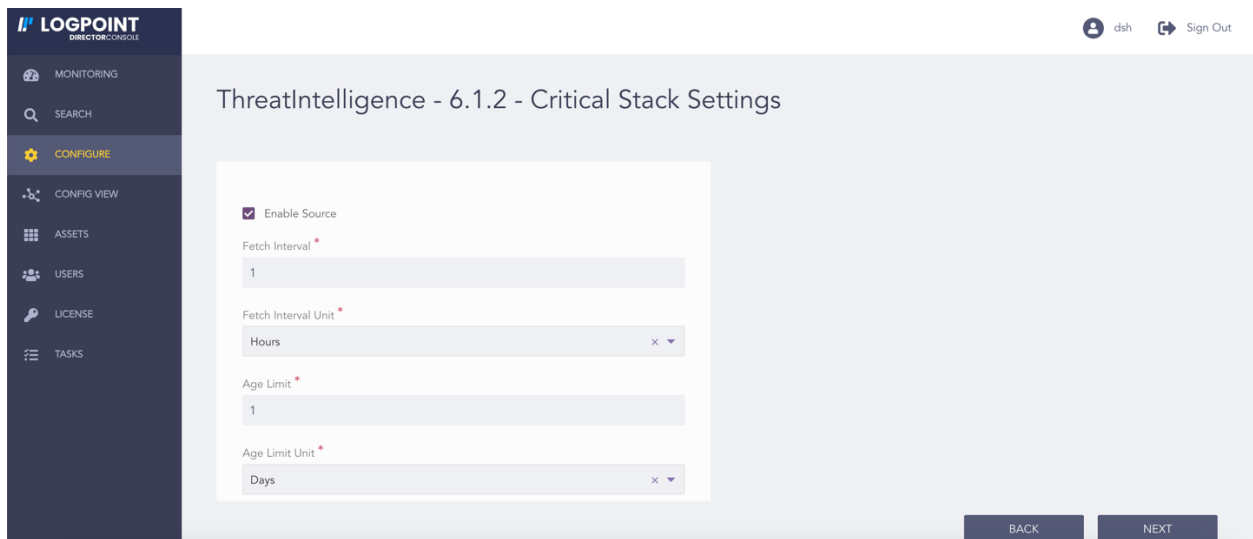 LOGPOINT
DIRECTORCONSOLE
dsh Sign Out
MONITORING
SEARCH
CONFIGURE
CONFIG VIEW
ASSETS
USERS
LICENSE
TASKS
ThreatIntelligence - 6.1.2 - Critical Stack Settings
Enable Source
Fetch Interval *
1
Fetch Interval Unit *
Hours
Age Limit *
1
Age Limit Unit *
Days
BACK NEXT